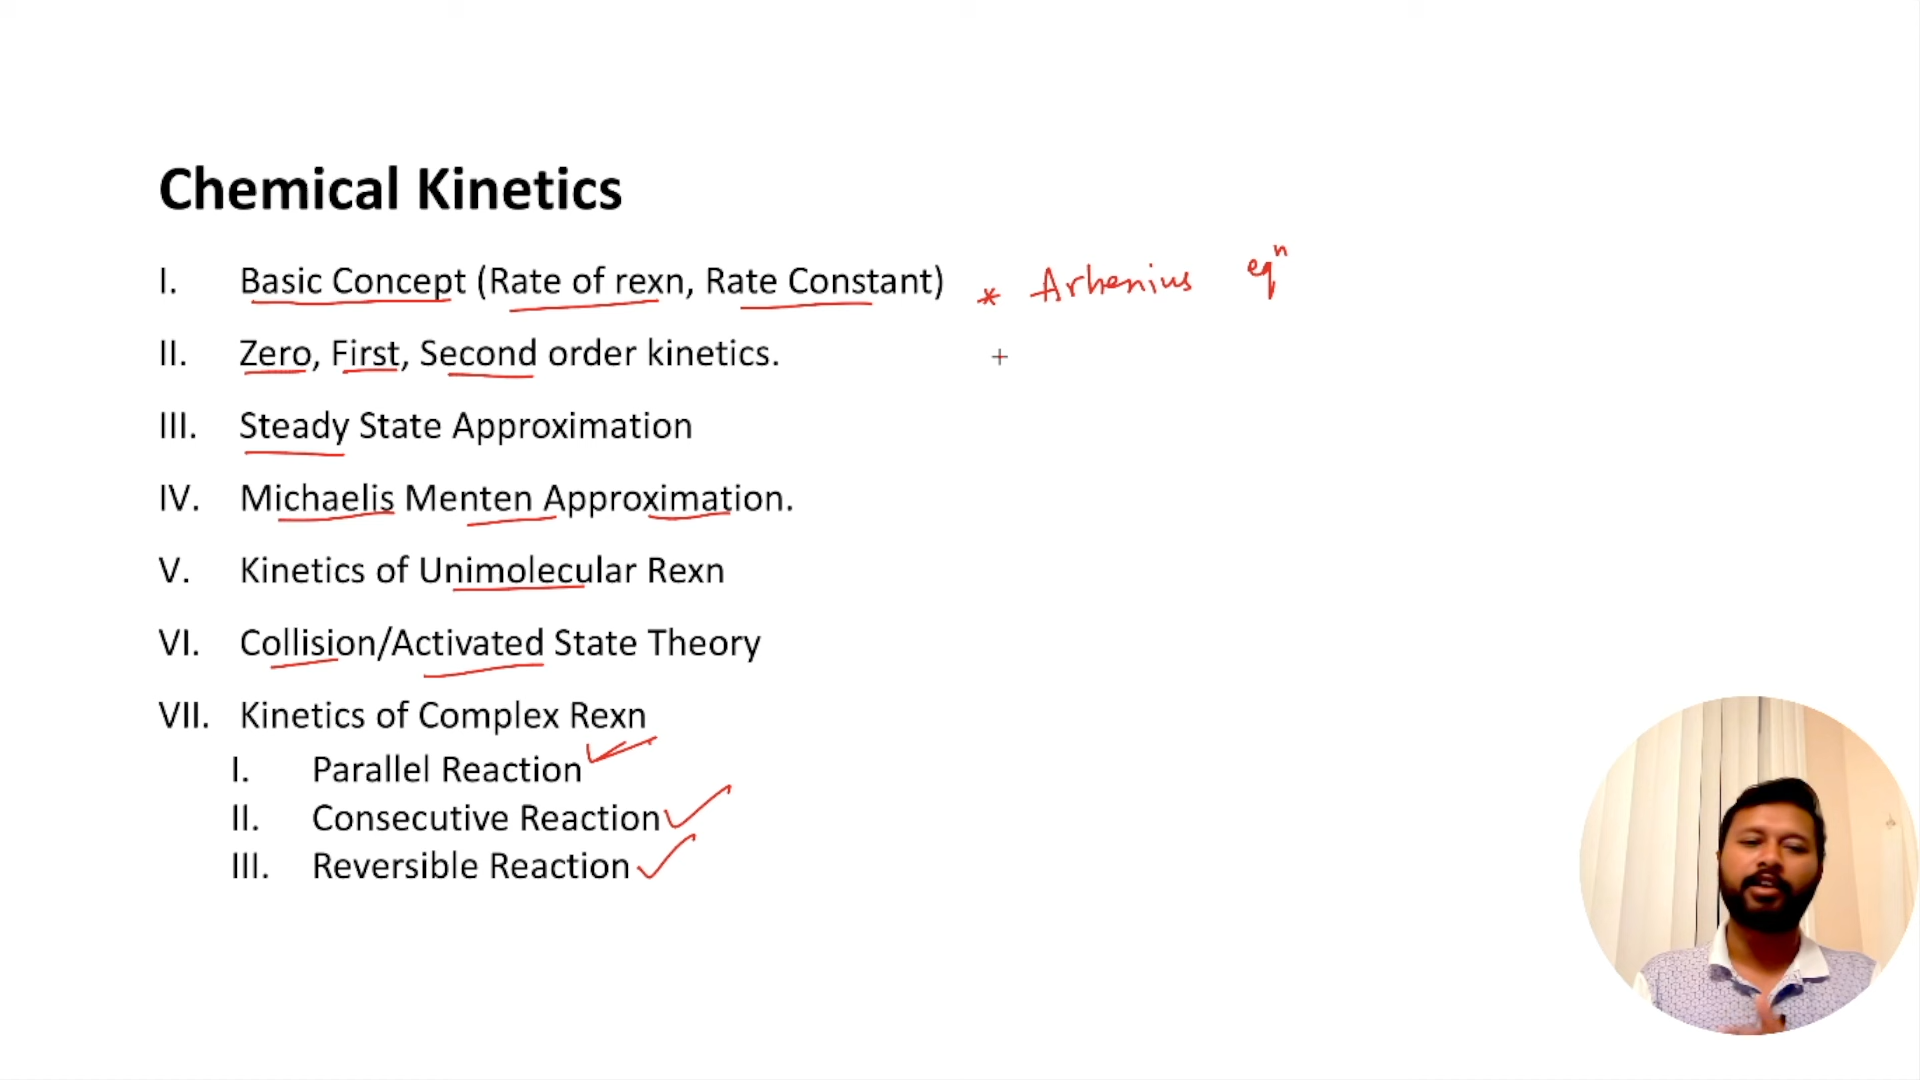 Chemical Kinetics
I. Basic Concept (Rate of rexn, Rate Constant) * Arhenius eqⁿ
II. Zero, First, Second order kinetics.
III. Steady State Approximation
IV. Michaelis Menten Approximation.
V. Kinetics of Unimolecular Rexn
VI. Collision/Activated State Theory
VII. Kinetics of Complex Rexn
I. Parallel Reaction
II. Consecutive Reaction
III. Reversible Reaction